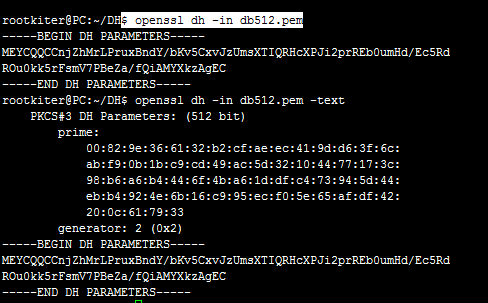 rootkiter@PC:~/DH$ openssl dh -in db512.pem
-----BEGIN DH PARAMETERS-----
MEYCQQCCnjZhMrLPruxBndY/bKv5CxvJzUmsXTIQRHcXPJi2prREb0umHd/Ec5Rd
ROu0kk5rFsmV7PBeZa/fQiAMYXkzAgEC
-----END DH PARAMETERS-----
rootkiter@PC:~/DH$ openssl dh -in db512.pem -text
PKCS#3 DH Parameters: (512 bit)
prime:
00:82:9e:36:61:32:b2:cf:ae:ec:41:9d:d6:3f:6c:
ab:f9:0b:1b:c9:cd:49:ac:5d:32:10:44:77:17:3c:
98:b6:a6:b4:44:6f:4b:a6:1d:df:c4:73:94:5d:44:
eb:b4:92:4e:6b:16:c9:95:ec:f0:5e:65:af:df:42:
20:0c:61:79:33
generator: 2 (0x2)
-----BEGIN DH PARAMETERS-----
MEYCQQCCnjZhMrLPruxBndY/bKv5CxvJzUmsXTIQRHcXPJi2prREb0umHd/Ec5Rd
ROu0kk5rFsmV7PBeZa/fQiAMYXkzAgEC
-----END DH PARAMETERS-----